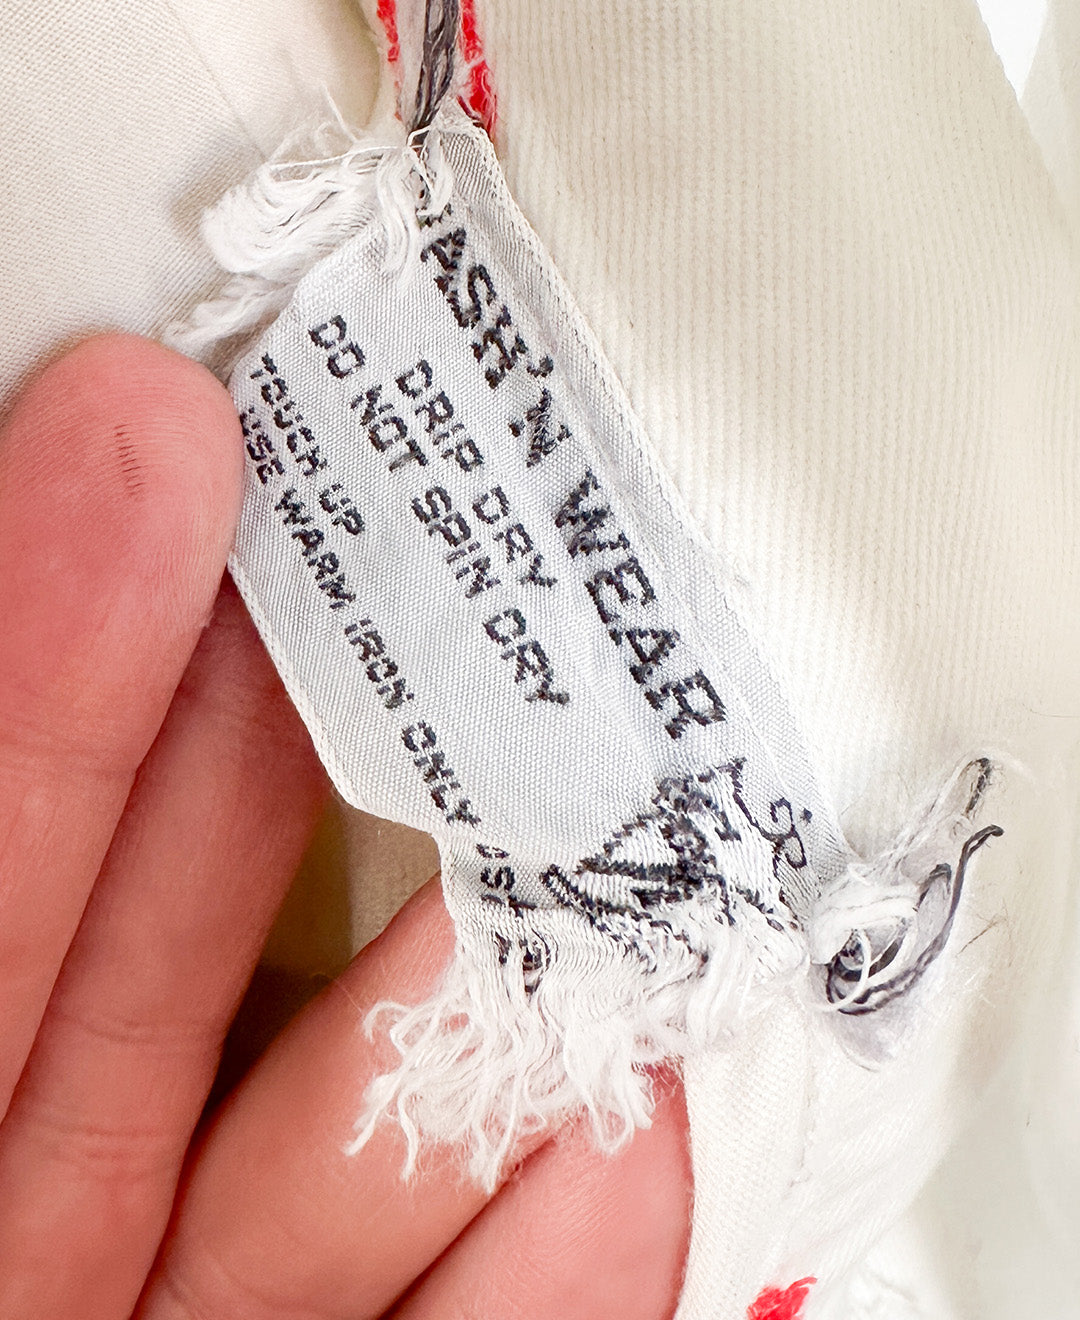 WASH'N WEAR
DRIP DRY
DO NOT SPIN DRY
TOUCH UP
USE WARM IRON ONLY